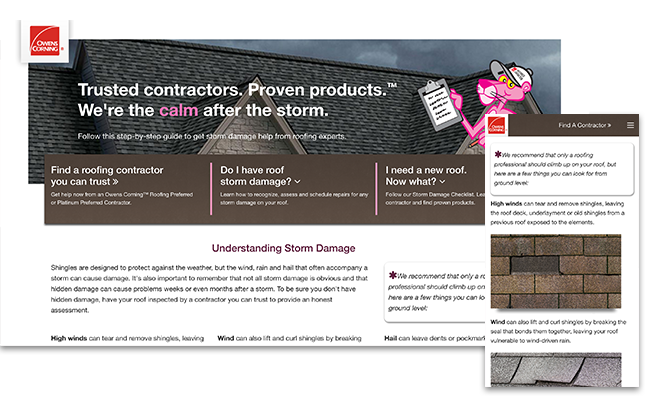 OWENS
CORNING
Trusted contractors. Proven products.™
We're the calm after the storm.
Follow this step-by-step guide to get storm damage help from roofing experts.
Find a roofing contractor
you can trust »
Get help now from an Owens Corning™ Roofing Preferred
or Platinum Preferred Contractor.
Do I have roof
storm damage?
Learn how to recognize, assess and schedule repairs for any
storm damage on your roof.
I need a new roof.
Now what?
Follow our Storm Damage Checklist. Lea
contractor and find proven products.
Understanding Storm Damage
Shingles are designed to protect against the weather, but the wind, rain and hail that often accompany a
storm can cause damage. It's also important to remember that not all storm damage is obvious and that
hidden damage can cause problems weeks or even months after a storm. To be sure you don't have
hidden damage, have your roof inspected by a contractor you can trust to provide an honest
assessment.
*We recommend that only a ro
professional should climb up on yo
here are a few things you can look
ground level:
High winds can tear and remove shingles, leaving
Wind can also lift and curl shingles by breaking
Hail can leave dents or pockmar
OWENS
CORNING
Find A Contractor »
*We recommend that only a roofing
professional should climb up on your roof, but
here are a few things you can look for from
ground level:
High winds can tear and remove shingles, leaving
the roof deck, underlayment or old shingles from a
previous roof exposed to the elements.
Wind can also lift and curl shingles by breaking the
seal that bonds them together, leaving your roof
vulnerable to wind-driven rain.